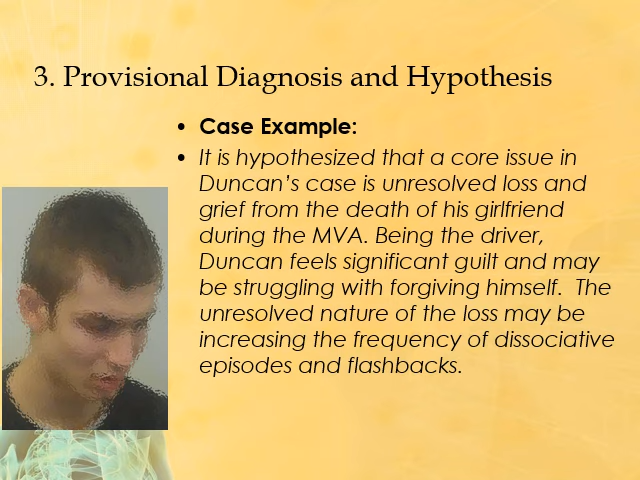 3. Provisional Diagnosis and Hypothesis
• Case Example:
• It is hypothesized that a core issue in
Duncan’s case is unresolved loss and
grief from the death of his girlfriend
during the MVA. Being the driver,
Duncan feels significant guilt and may
be struggling with forgiving himself.  The
unresolved nature of the loss may be
increasing the frequency of dissociative
episodes and flashbacks.